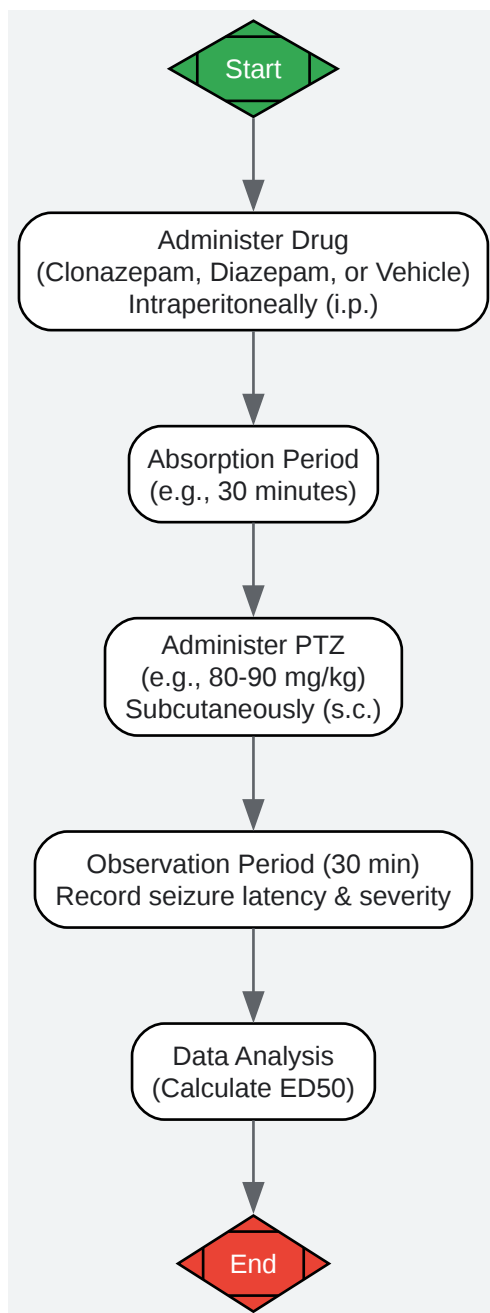 Start
Administer Drug
(Clonazepam, Diazepam, or Vehicle)
Intraperitoneally (i.p.)
Absorption Period
(e.g., 30 minutes)
Administer PTZ
(e.g., 80-90 mg/kg)
Subcutaneously (s.c.)
Observation Period (30 min)
Record seizure latency & severity
Data Analysis
(Calculate ED50)
End